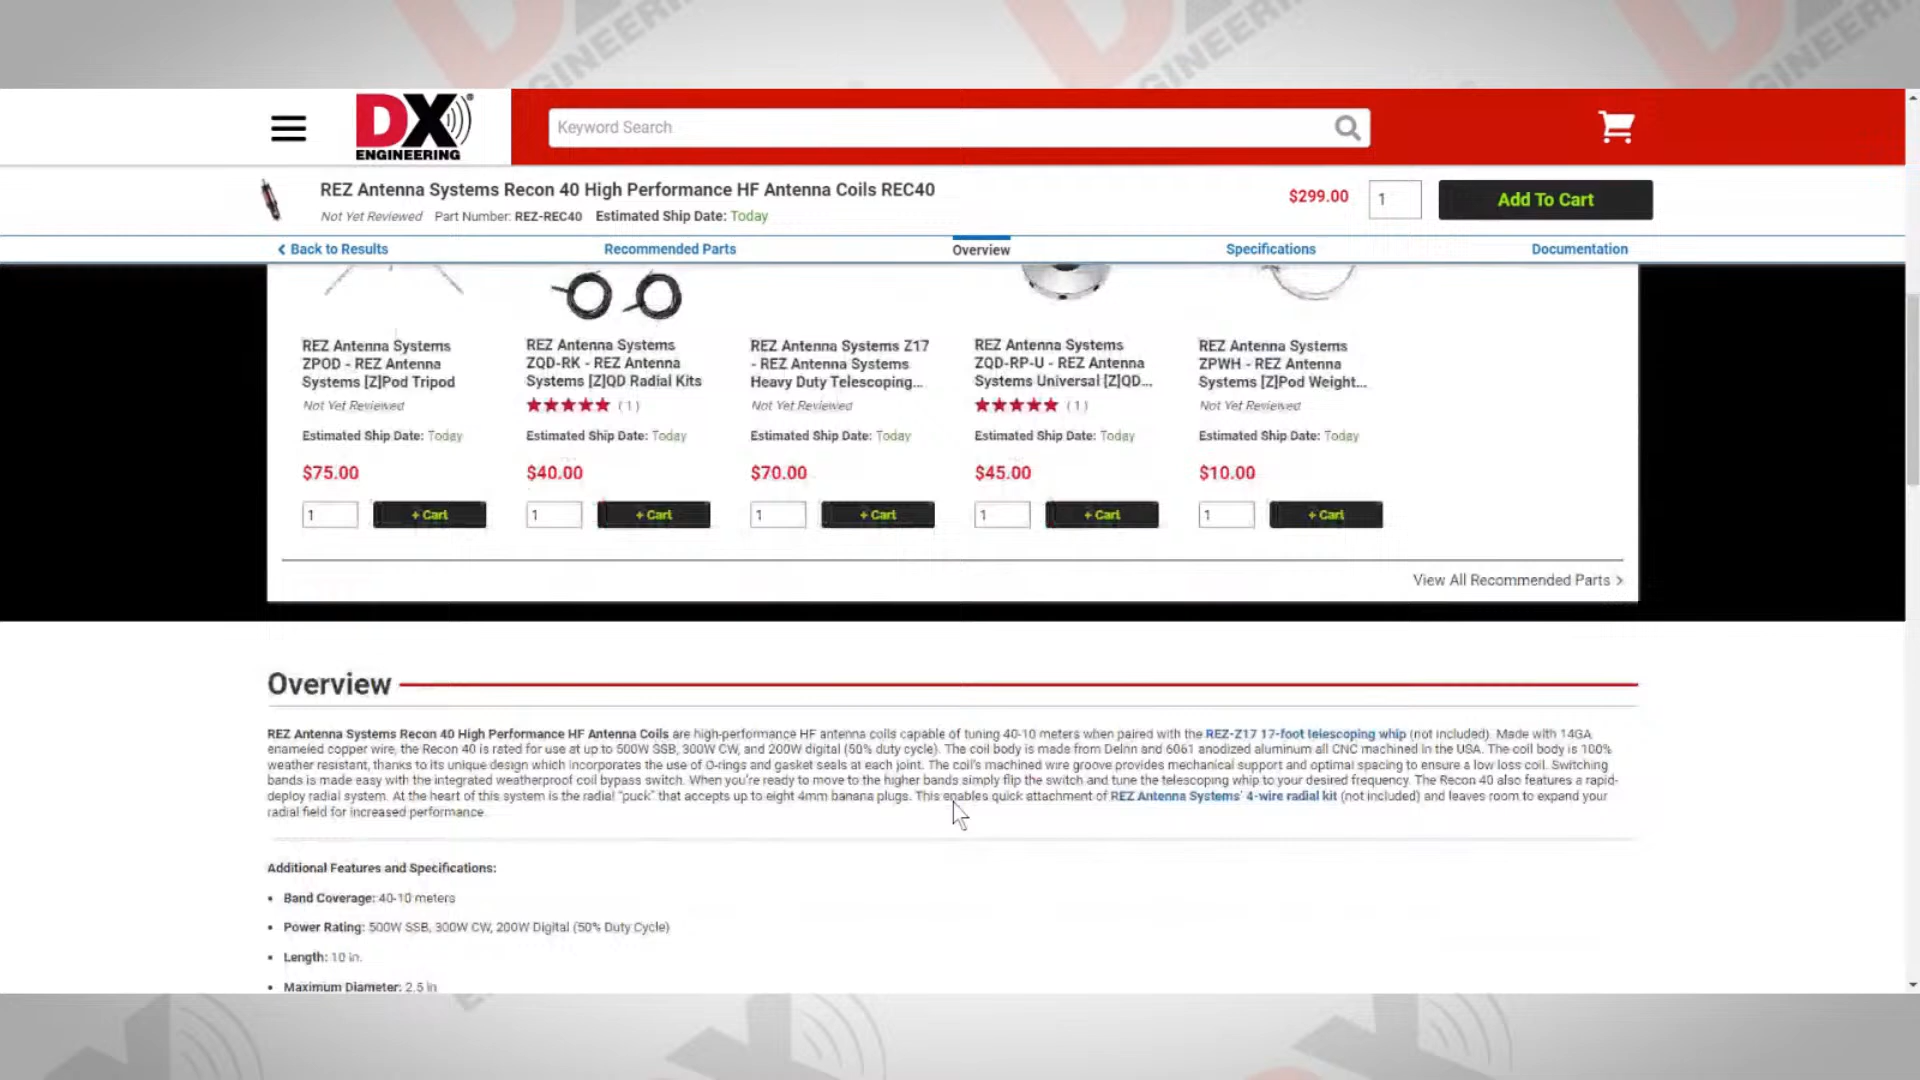 DX
ENGINEERING
Keyword Search
REZ Antenna Systems Recon 40 High Performance HF Antenna Coils REC40
Not Yet Reviewed Part Number: REZ-REC40 Estimated Ship Date: Today
$299.00
1
Add To Cart
Back to Results
Recommended Parts
Overview
Specifications
Documentation
REZ Antenna Systems
ZPOD - REZ Antenna
Systems [Z]Pod Tripod
Not Yet Reviewed
Estimated Ship Date: Today
$75.00
1
+ Cart
REZ Antenna Systems
ZQD-RK - REZ Antenna
Systems [Z]QD Radial Kits
(1)
Estimated Ship Date: Today
$40.00
1
+ Cart
REZ Antenna Systems Z17
- REZ Antenna Systems
Heavy Duty Telescoping...
Not Yet Reviewed
Estimated Ship Date: Today
$70.00
1
+ Cart
REZ Antenna Systems
ZQD-RP-U - REZ Antenna
Systems Universal [Z]QD...
(1)
Estimated Ship Date: Today
$45.00
1
+ Cart
REZ Antenna Systems
ZPWH - REZ Antenna
Systems [Z]Pod Weight...
Not Yet Reviewed
Estimated Ship Date: Today
$10.00
1
+ Cart
View All Recommended Parts >
Overview
REZ Antenna Systems Recon 40 High Performance HF Antenna Coils are high-performance HF antenna coils capable of tuning 40-10 meters when paired with the REZ-Z17 17-foot telescoping whip (not included). Made with 14GA
enameled copper wire, the Recon 40 is rated for use at up to 500W SSB, 300W CW, and 200W digital (50% duty cycle). The coil body is made from Delrin and 6061 anodized aluminum all CNC machined in the USA. The coil body is 100%
weather resistant, thanks to its unique design which incorporates the use of O-rings and gasket seals at each joint. The coil's machined wire groove provides mechanical support and optimal spacing to ensure a low loss coil. Switching
bands is made easy with the integrated weatherproof coil bypass switch. When you're ready to move to the higher bands simply flip the switch and tune the telescoping whip to your desired frequency. The Recon 40 also features a rapid-
deploy radial system. At the heart of this system is the radial "puck" that accepts up to eight 4mm banana plugs. This enables quick attachment of REZ Antenna Systems' 4-wire radial kit (not included) and leaves room to expand your
radial field for increased performance.
Additional Features and Specifications:
• Band Coverage: 40-10 meters
• Power Rating: 500W SSB, 300W CW, 200W Digital (50% Duty Cycle)
• Length: 10 in.
• Maximum Diameter: 2.5 in